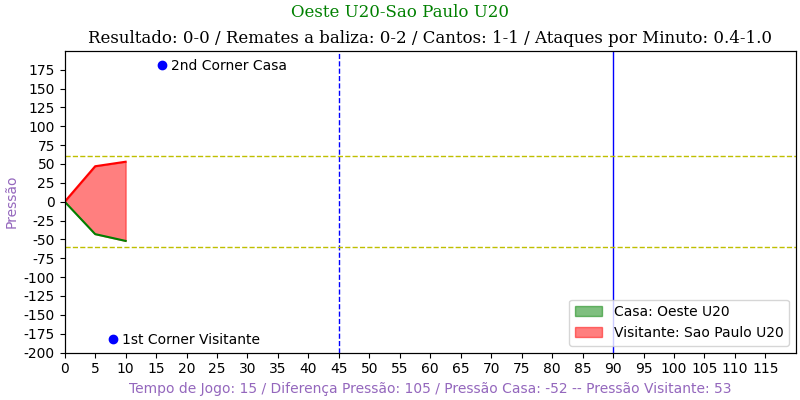 Oeste U20-Sao Paulo U20
Resultado: 0-0 / Remates a baliza: 0-2 / Cantos: 1-1 / Ataques por Minuto: 0.4-1.0
175
150
125
100
75
50
25
0
-25
-50
-75
-100
-125
-150
-175
-200
Pressão
2nd Corner Casa
1st Corner Visitante
Casa: Oeste U20
Visitante: Sao Paulo U20
0 5 10 15 20 25 30 35 40 45 50 55 60 65 70 75 80 85 90 95 100 105 110 115
Tempo de Jogo: 15 / Diferença Pressão: 105 / Pressão Casa: -52 -- Pressão Visitante: 53